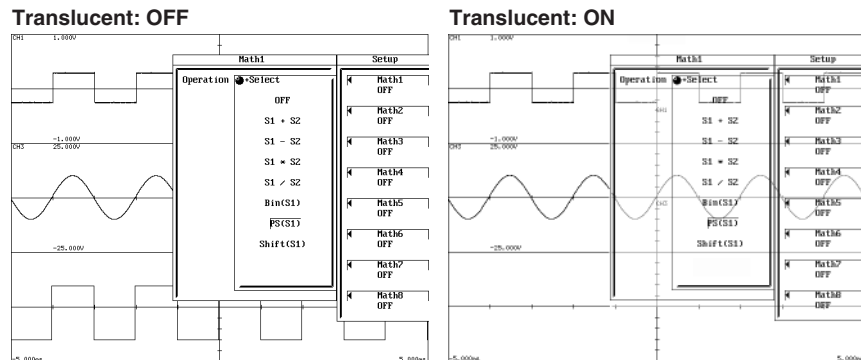 Translucent: OFF
CH1 1.000V
Math1
Setup
Operation
Select
OFF
S1 + S2
S1 - S2
S1 * S2
S1 / S2
Bin(S1)
PS(S1)
Shift(S1)
Math1
OFF
Math2
OFF
Math3
OFF
Math4
OFF
Math5
OFF
Math6
OFF
Math7
OFF
Math8
OFF
-1.000V
CH3 25.000V
-25.000V
-5.000ms
5.000ms
Translucent: ON
CH1 1.000V
Math1
Setup
Operation
Select
OFF
S1 + S2
S1 - S2
S1 * S2
S1 / S2
Bin(S1)
PS(S1)
Shift(S1)
Math1
OFF
Math2
OFF
Math3
OFF
Math4
OFF
Math5
OFF
Math6
OFF
Math7
OFF
Math8
OFF
CH1
-1.000V
CH3 25.000V
-25.000V
-5.000ms